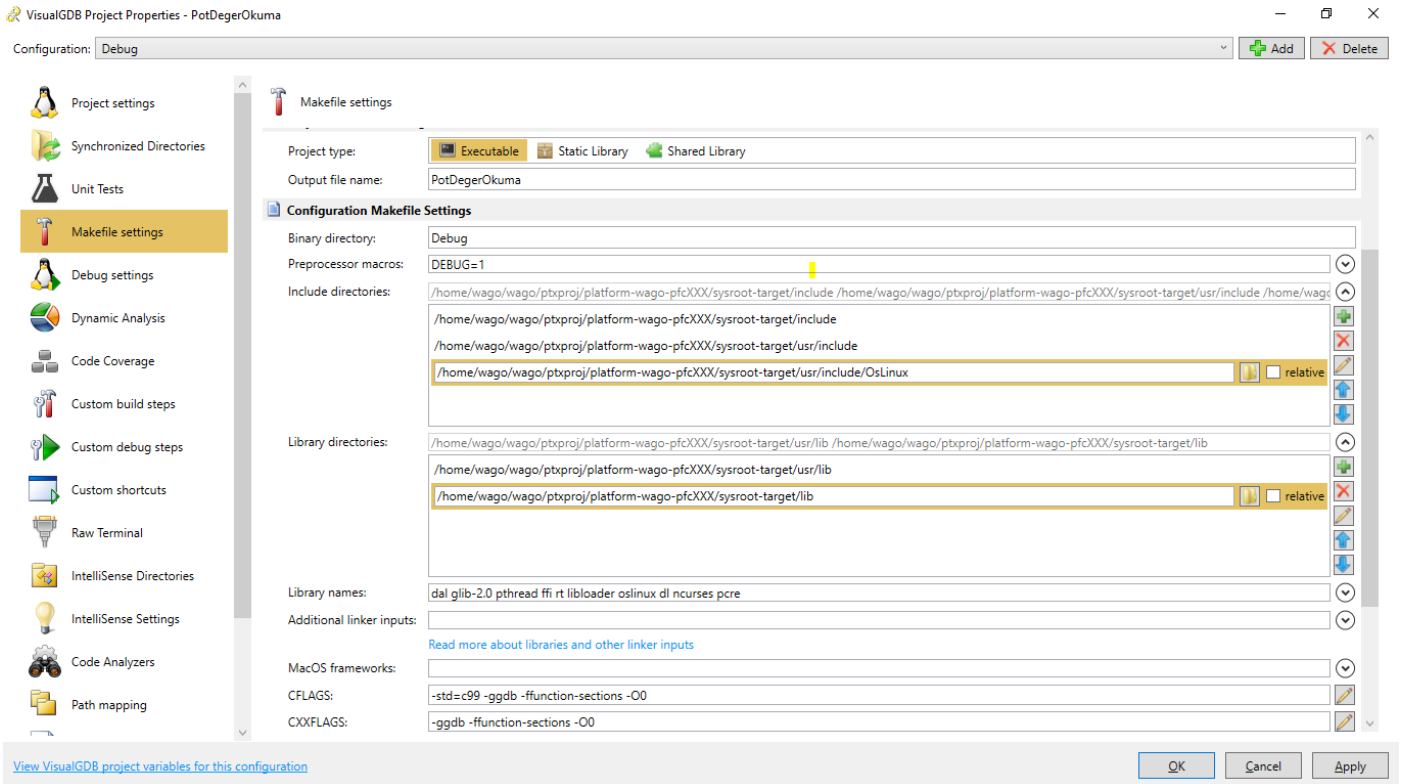 VisualGDB Project Properties - PotDegerOkuma
Configuration: Debug Add Delete
Project settings
Synchronized Directories
Unit Tests
Makefile settings
Debug settings
Dynamic Analysis
Code Coverage
Custom build steps
Custom debug steps
Custom shortcuts
Raw Terminal
IntelliSense Directories
IntelliSense Settings
Code Analyzers
Path mapping
Makefile settings
Project type: Executable Static Library Shared Library
Output file name: PotDegerOkuma
Configuration Makefile Settings
Binary directory: Debug
Preprocessor macros: DEBUG=1
Include directories: /home/wago/wago/ptxproj/platform-wago-pfcXXX/sysroot-target/include /home/wago/wago/ptxproj/platform-wago-pfcXXX/sysroot-target/usr/include /home/wago
/home/wago/wago/ptxproj/platform-wago-pfcXXX/sysroot-target/include
/home/wago/wago/ptxproj/platform-wago-pfcXXX/sysroot-target/usr/include
/home/wago/wago/ptxproj/platform-wago-pfcXXX/sysroot-target/usr/include/OsLinux relative
Library directories: /home/wago/wago/ptxproj/platform-wago-pfcXXX/sysroot-target/usr/lib /home/wago/wago/ptxproj/platform-wago-pfcXXX/sysroot-target/lib
/home/wago/wago/ptxproj/platform-wago-pfcXXX/sysroot-target/usr/lib
/home/wago/wago/ptxproj/platform-wago-pfcXXX/sysroot-target/lib relative
Library names: dal glib-2.0 pthread ffi rt libloader oslinux dl ncurses pcre
Additional linker inputs:
Read more about libraries and other linker inputs
MacOS frameworks:
CFLAGS: -std=c99 -ggdb -ffunction-sections -O0
CXXFLAGS: -ggdb -ffunction-sections -O0
View VisualGDB project variables for this configuration
OK Cancel Apply